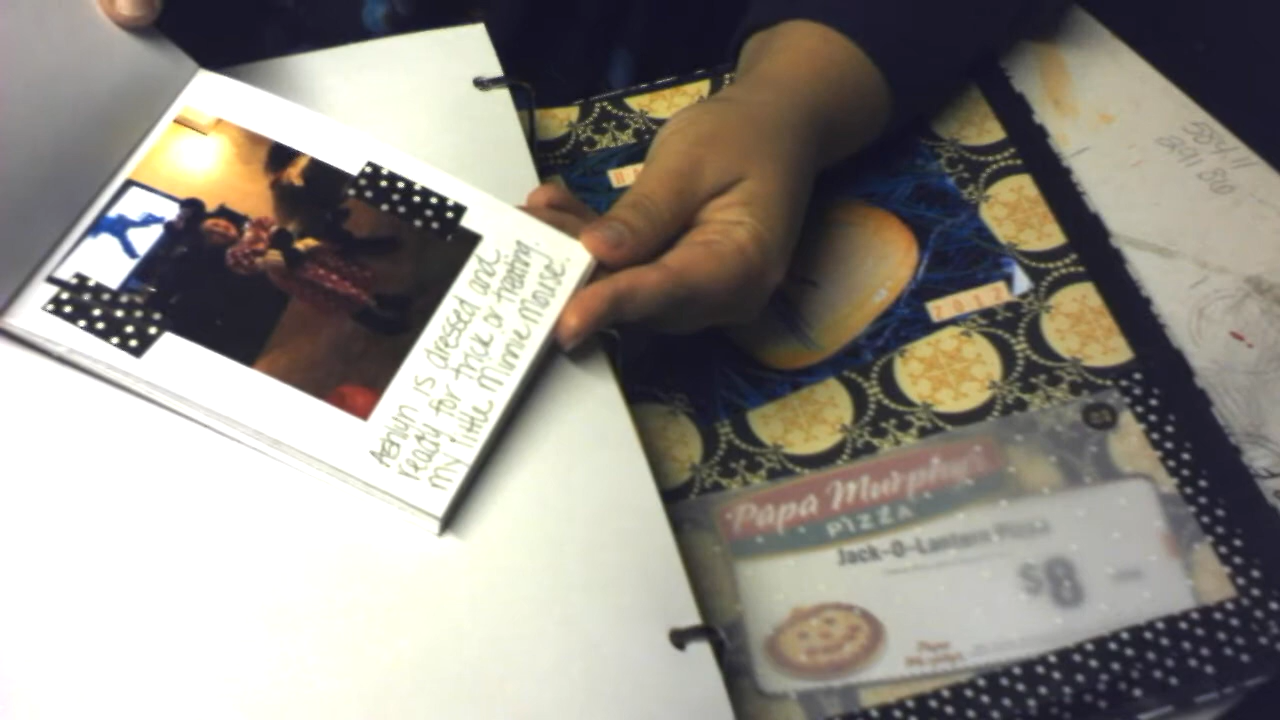 Ashlyn is dressed and
ready for trick or treating.
my little minnie mouse.
2012
Papa Murphy's
PIZZA
Jack-O-Lantern Pizza
$8